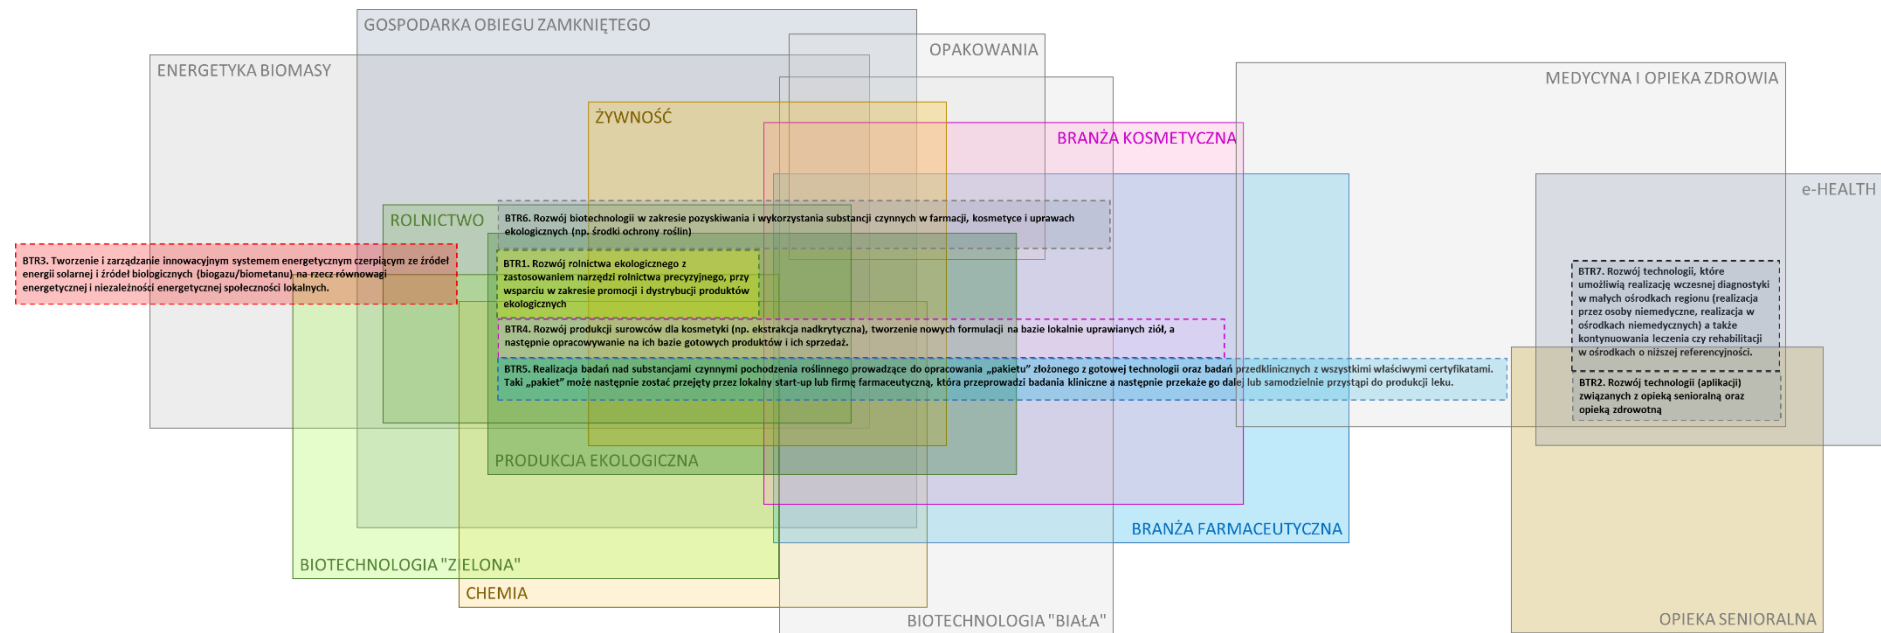 GOSPODARKA OBIEGU ZAMKNIĘTEGO
OPAKOWANIA
ENERGETYKA BIOMASY
MEDYCYNA I OPIEKA ZDROWIA
ŻYWNOŚĆ
BRANŻA KOSMETYCZNA
e-HEALTH
ROLNICTWO
BTR6. Rozwój biotechnologii w zakresie pozyskiwania i wykorzystania substancji czynnych w farmacji, kosmetyce i uprawach
ekologicznych (np. środki ochrony roślin)
BTR3. Tworzenie i zarządzanie innowacyjnym systemem energetycznym czerpiącym ze źródeł
energii solarnej i źródeł biologicznych (biogazu/biometanu) na rzecz równowagi
energetycznej i niezależności energetycznej społeczności lokalnych.
BTR1. Rozwój rolnictwa ekologicznego z
zastosowaniem narzędzi rolnictwa precyzyjnego, przy
wsparciu w zakresie promocji i dystrybucji produktów
ekologicznych
BTR7. Rozwój technologii, które
umożliwią realizację wczesnej diagnostyki
w małych ośrodkach regionu (realizacja
przez osoby niemedyczne, realizacja w
ośrodkach niemedycznych) a także
kontynuowania leczenia czy rehabilitacji
w ośrodkach o niższej referencyjności.
BTR4. Rozwój produkcji surowców dla kosmetyki (np. ekstrakcja nadkrytyczna), tworzenie nowych formulacji na bazie lokalnie uprawianych ziół, a
następnie opracowywanie na ich bazie gotowych produktów i ich sprzedaż.
BTR5. Realizacja badań nad substancjami czynnymi pochodzenia roślinnego prowadzące do opracowania „pakietu” złożonego z gotowej technologii oraz badań przedklinicznych z wszystkimi właściwymi certyfikatami.
Taki „pakiet” może następnie zostać przejęty przez lokalny start-up lub firmę farmaceutyczną, która przeprowadzi badania kliniczne a następnie przekaże go dalej lub samodzielnie przystąpi do produkcji leku.
BTR2. Rozwój technologii (aplikacji)
związanych z opieką senioralną oraz
opieką zdrowotną
PRODUKCJA EKOLOGICZNA
BRANŻA FARMACEUTYCZNA
BIOTECHNOLOGIA "ZIELONA"
CHEMIA
BIOTECHNOLOGIA "BIAŁA"
OPIEKA SENIORALNA